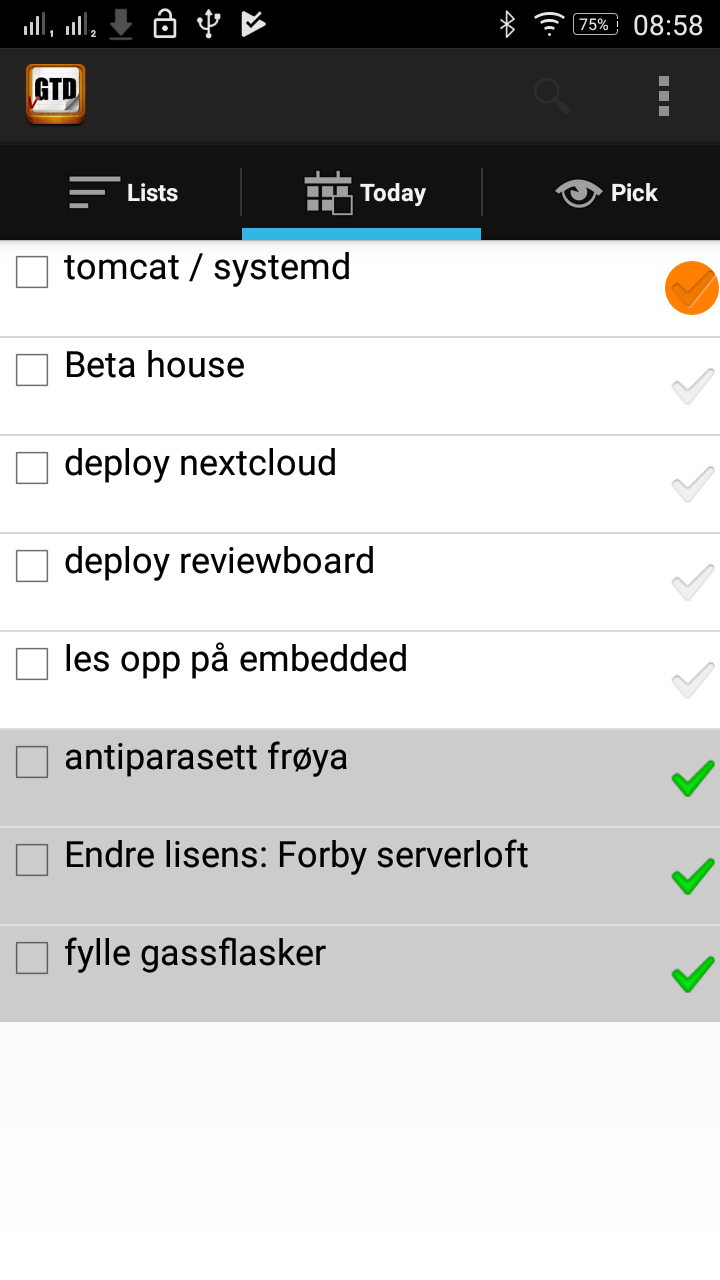 1 2 75% 08:58
GTD
Lists Today Pick
tomcat / systemd
Beta house
deploy nextcloud
deploy reviewboard
les opp på embedded
antiparasett frøya
Endre lisens: Forby serverloft
fylle gassflasker